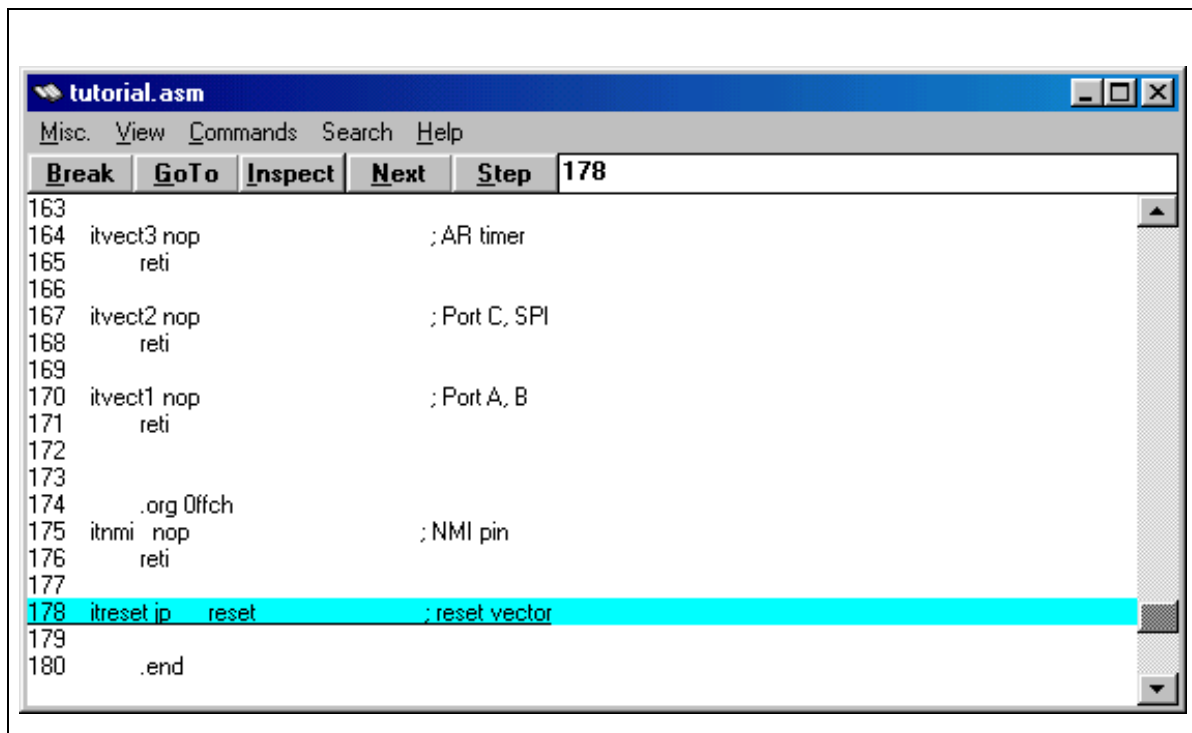 tutorial.asm
Misc. View Commands Search Help
Break GoTo Inspect Next Step 178
163
164 itvect3 nop ; AR timer
165 reti
166
167 itvect2 nop ; Port C, SPI
168 reti
169
170 itvect1 nop ; Port A, B
171 reti
172
173
174 .org 0ffch
175 itnmi nop ; NMI pin
176 reti
177
178 itreset jp reset ; reset vector
179
180 .end